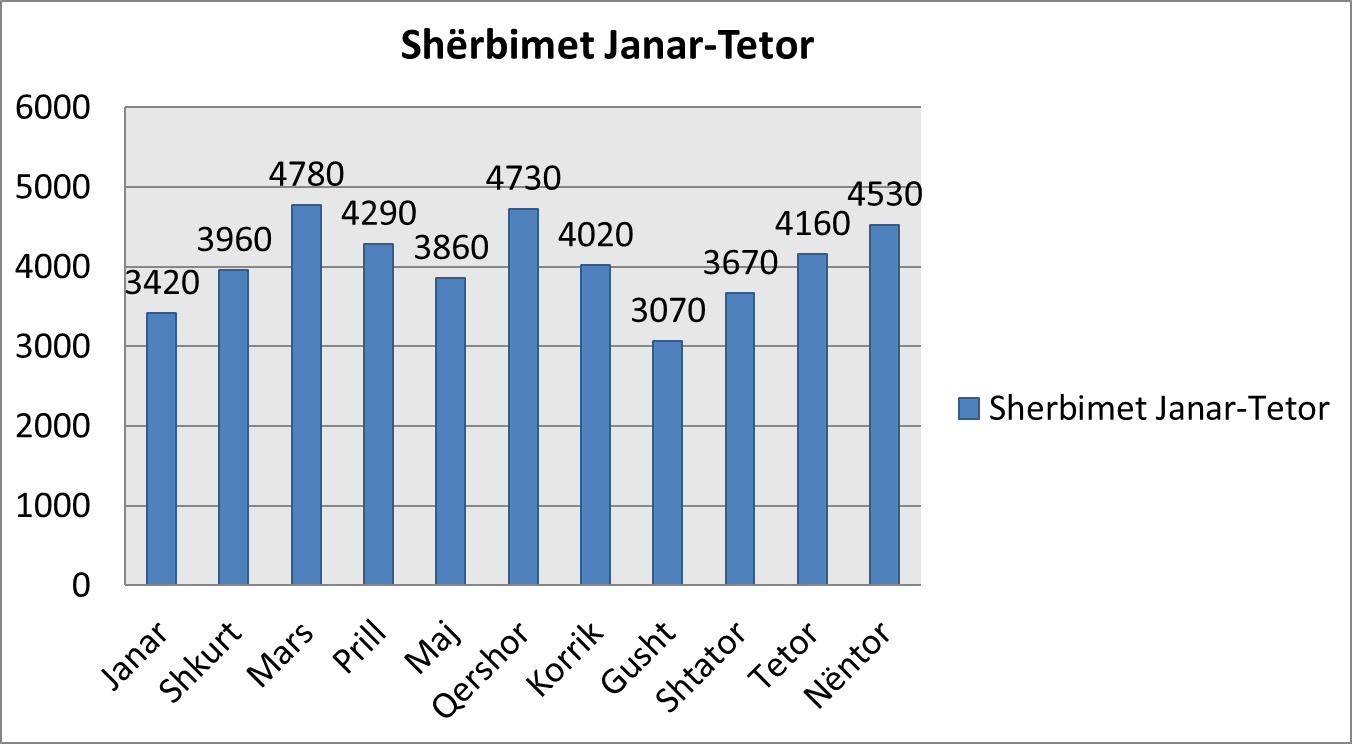 Shërbimet Janar-Tetor
6000
5000
4000
3000
2000
1000
0
3420
3960
4780
4290
3860
4730
4020
3070
3670
4160
4530
Janar
Shkurt
Mars
Prill
Maj
Qershor
Korrik
Gusht
Shtator
Tetor
Nëntor
Sherbimet Janar-Tetor